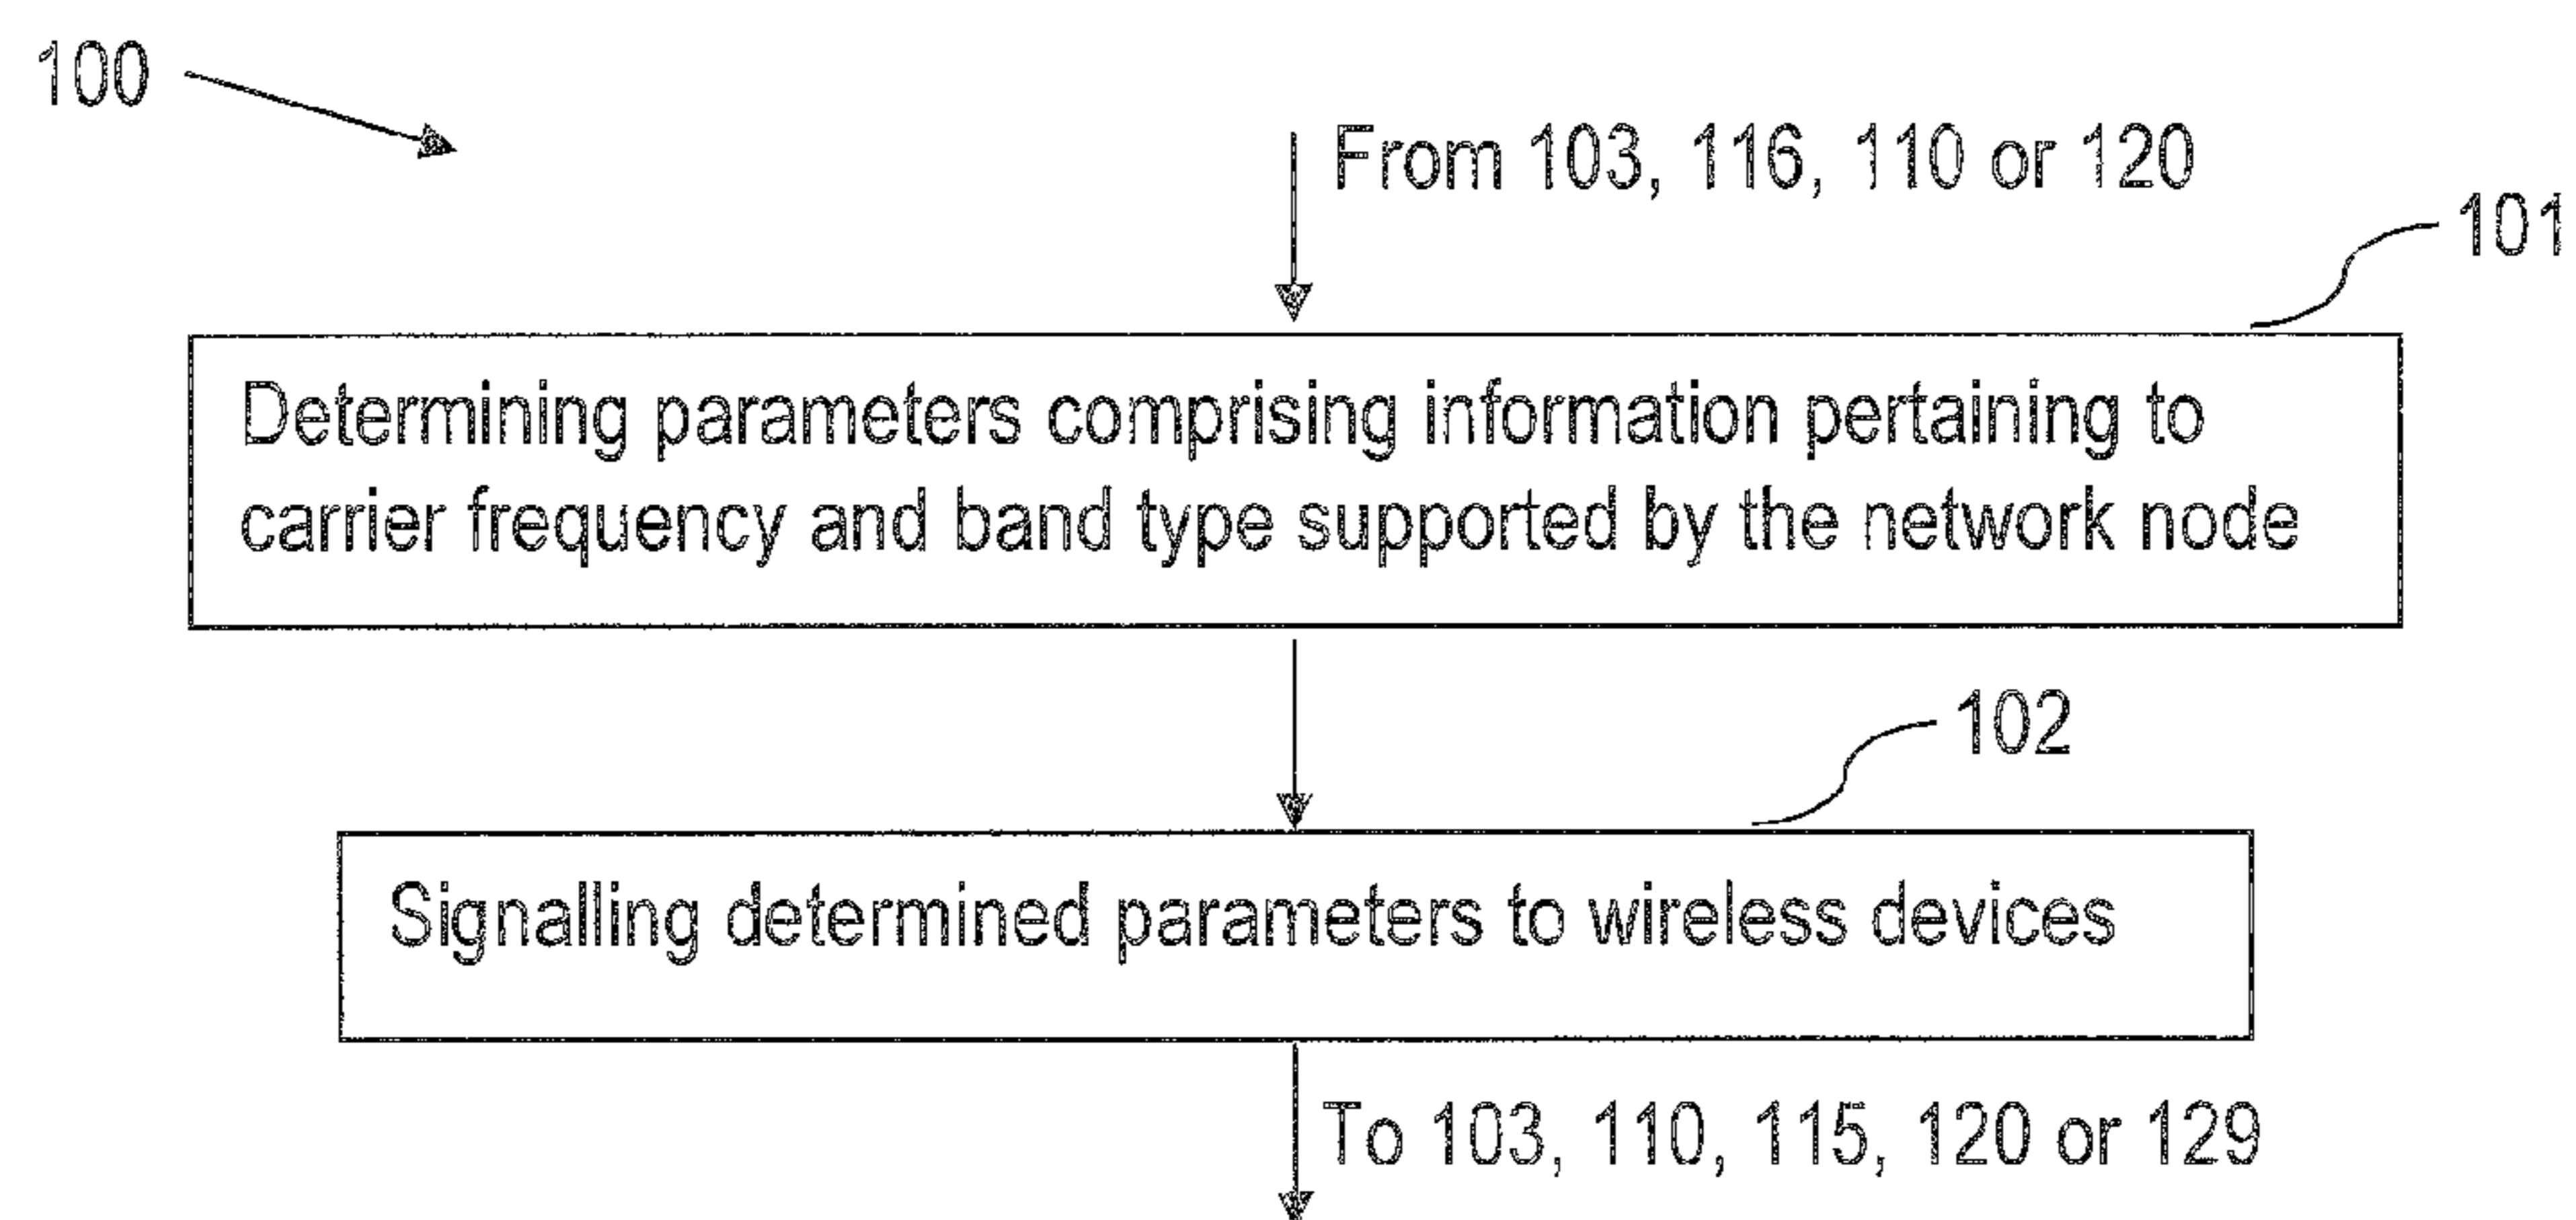 100
From 103, 116, 110 or 120
101
Determining parameters comprising information pertaining to
carrier frequency and band type supported by the network node
102
Signalling determined parameters to wireless devices
To 103, 110, 115, 120 or 129